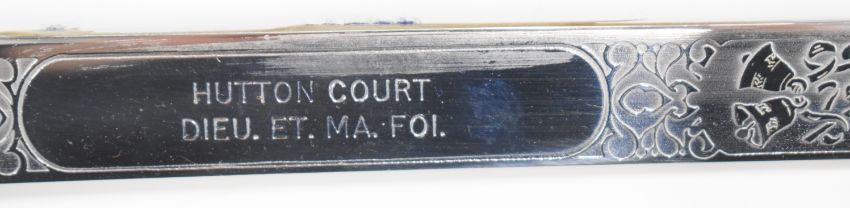 HUTTON COURT
DIEU. ET. MA. FOI.